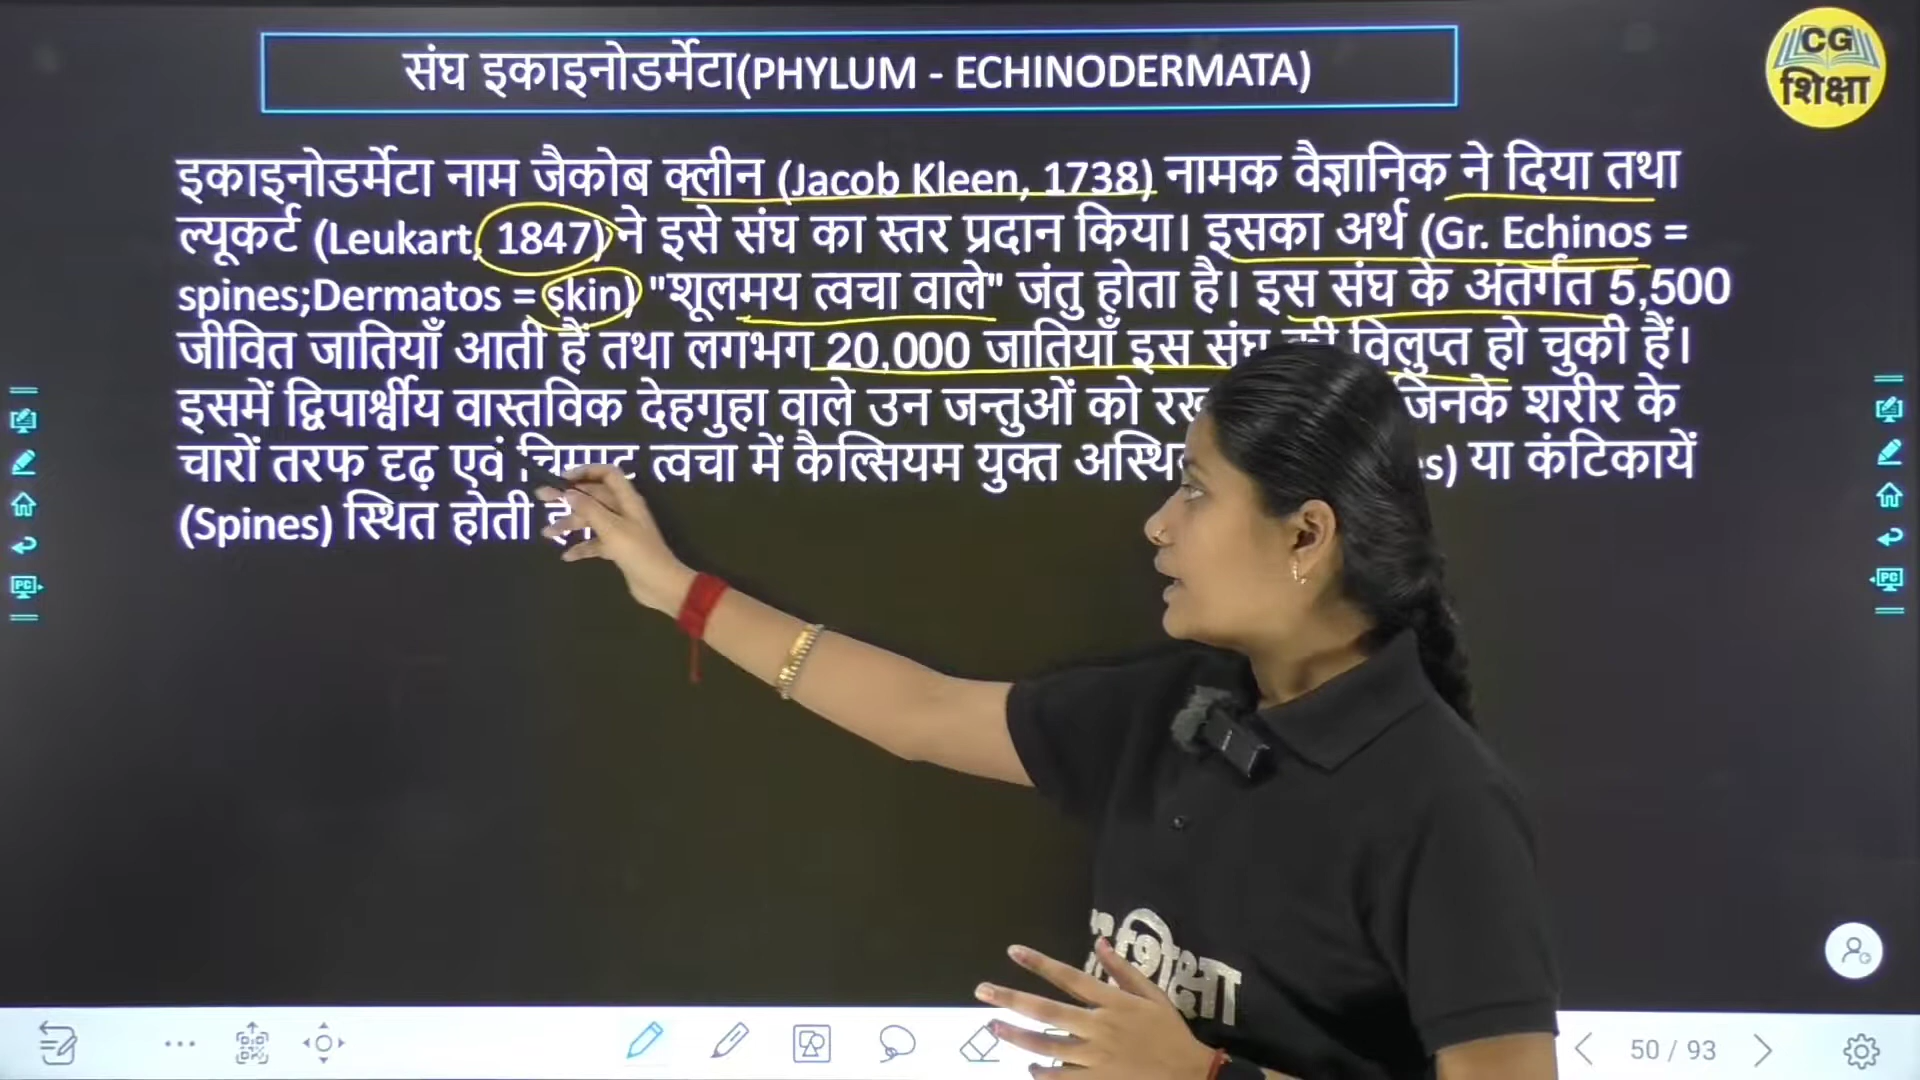 संघ इकाइनोडर्मेटा(PHYLUM - ECHINODERMATA)
CG
शिक्षा
इकाइनोडर्मेटा नाम जैकोब क्लीन (Jacob Kleen, 1738) नामक वैज्ञानिक ने दिया तथा
ल्यूकर्ट (Leukart, 1847) ने इसे संघ का स्तर प्रदान किया। इसका अर्थ (Gr. Echinos =
spines;Dermatos = skin) "शूलमय त्वचा वाले" जंतु होता है। इस संघ के अंतर्गत 5,500
जीवित जातियाँ आती हैं तथा लगभग 20,000 जातियाँ इस संघ की विलुप्त हो चुकी हैं।
इसमें द्विपार्श्वीय वास्तविक देहगुहा वाले उन जन्तुओं को जिनके शरीर के
चारों तरफ दृढ़ एवं त्वचा में कैल्सियम युक्त या कंटिकायें
(Spines) स्थित होती है।
शिक्षा
50 / 93